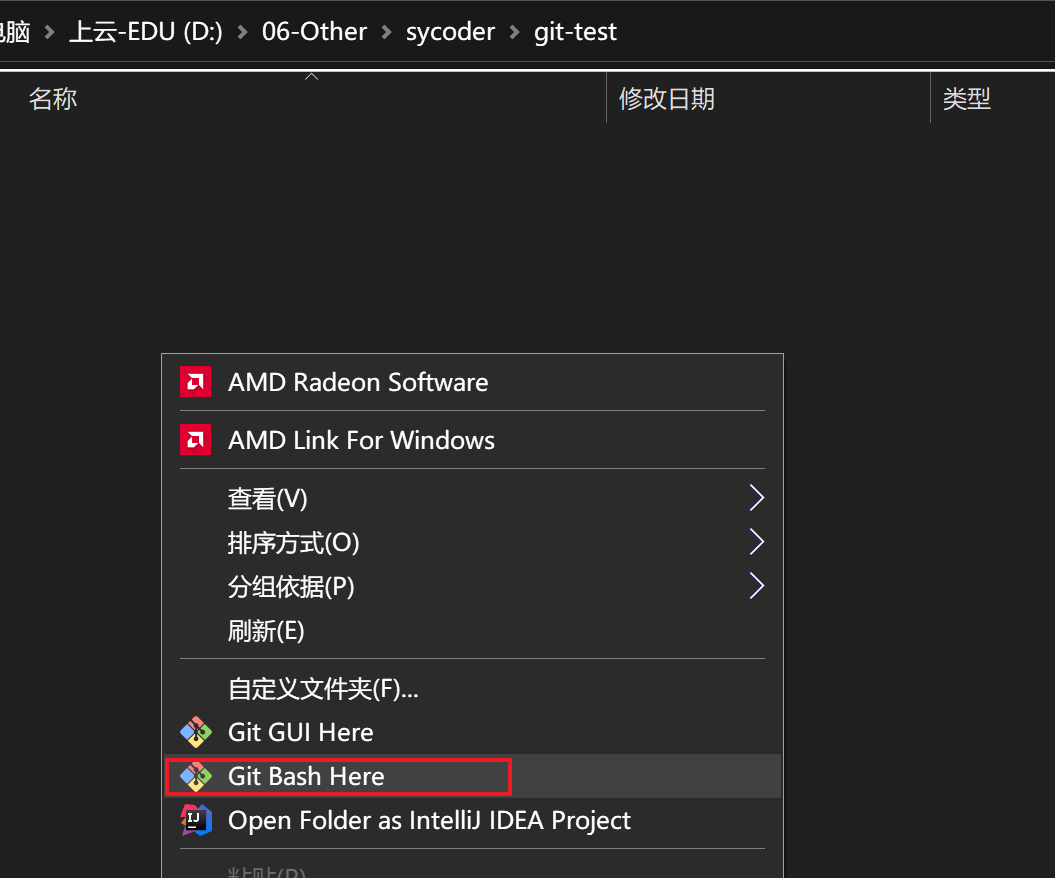 脑 上云-EDU (D:) 06-Other sycoder git-test
名称 修改日期 类型
AMD Radeon Software
AMD Link For Windows
查看(V)
排序方式(O)
分组依据(P)
刷新(E)
自定义文件夹(F)...
Git GUI Here
Git Bash Here
Open Folder as IntelliJ IDEA Project
粘贴(P)